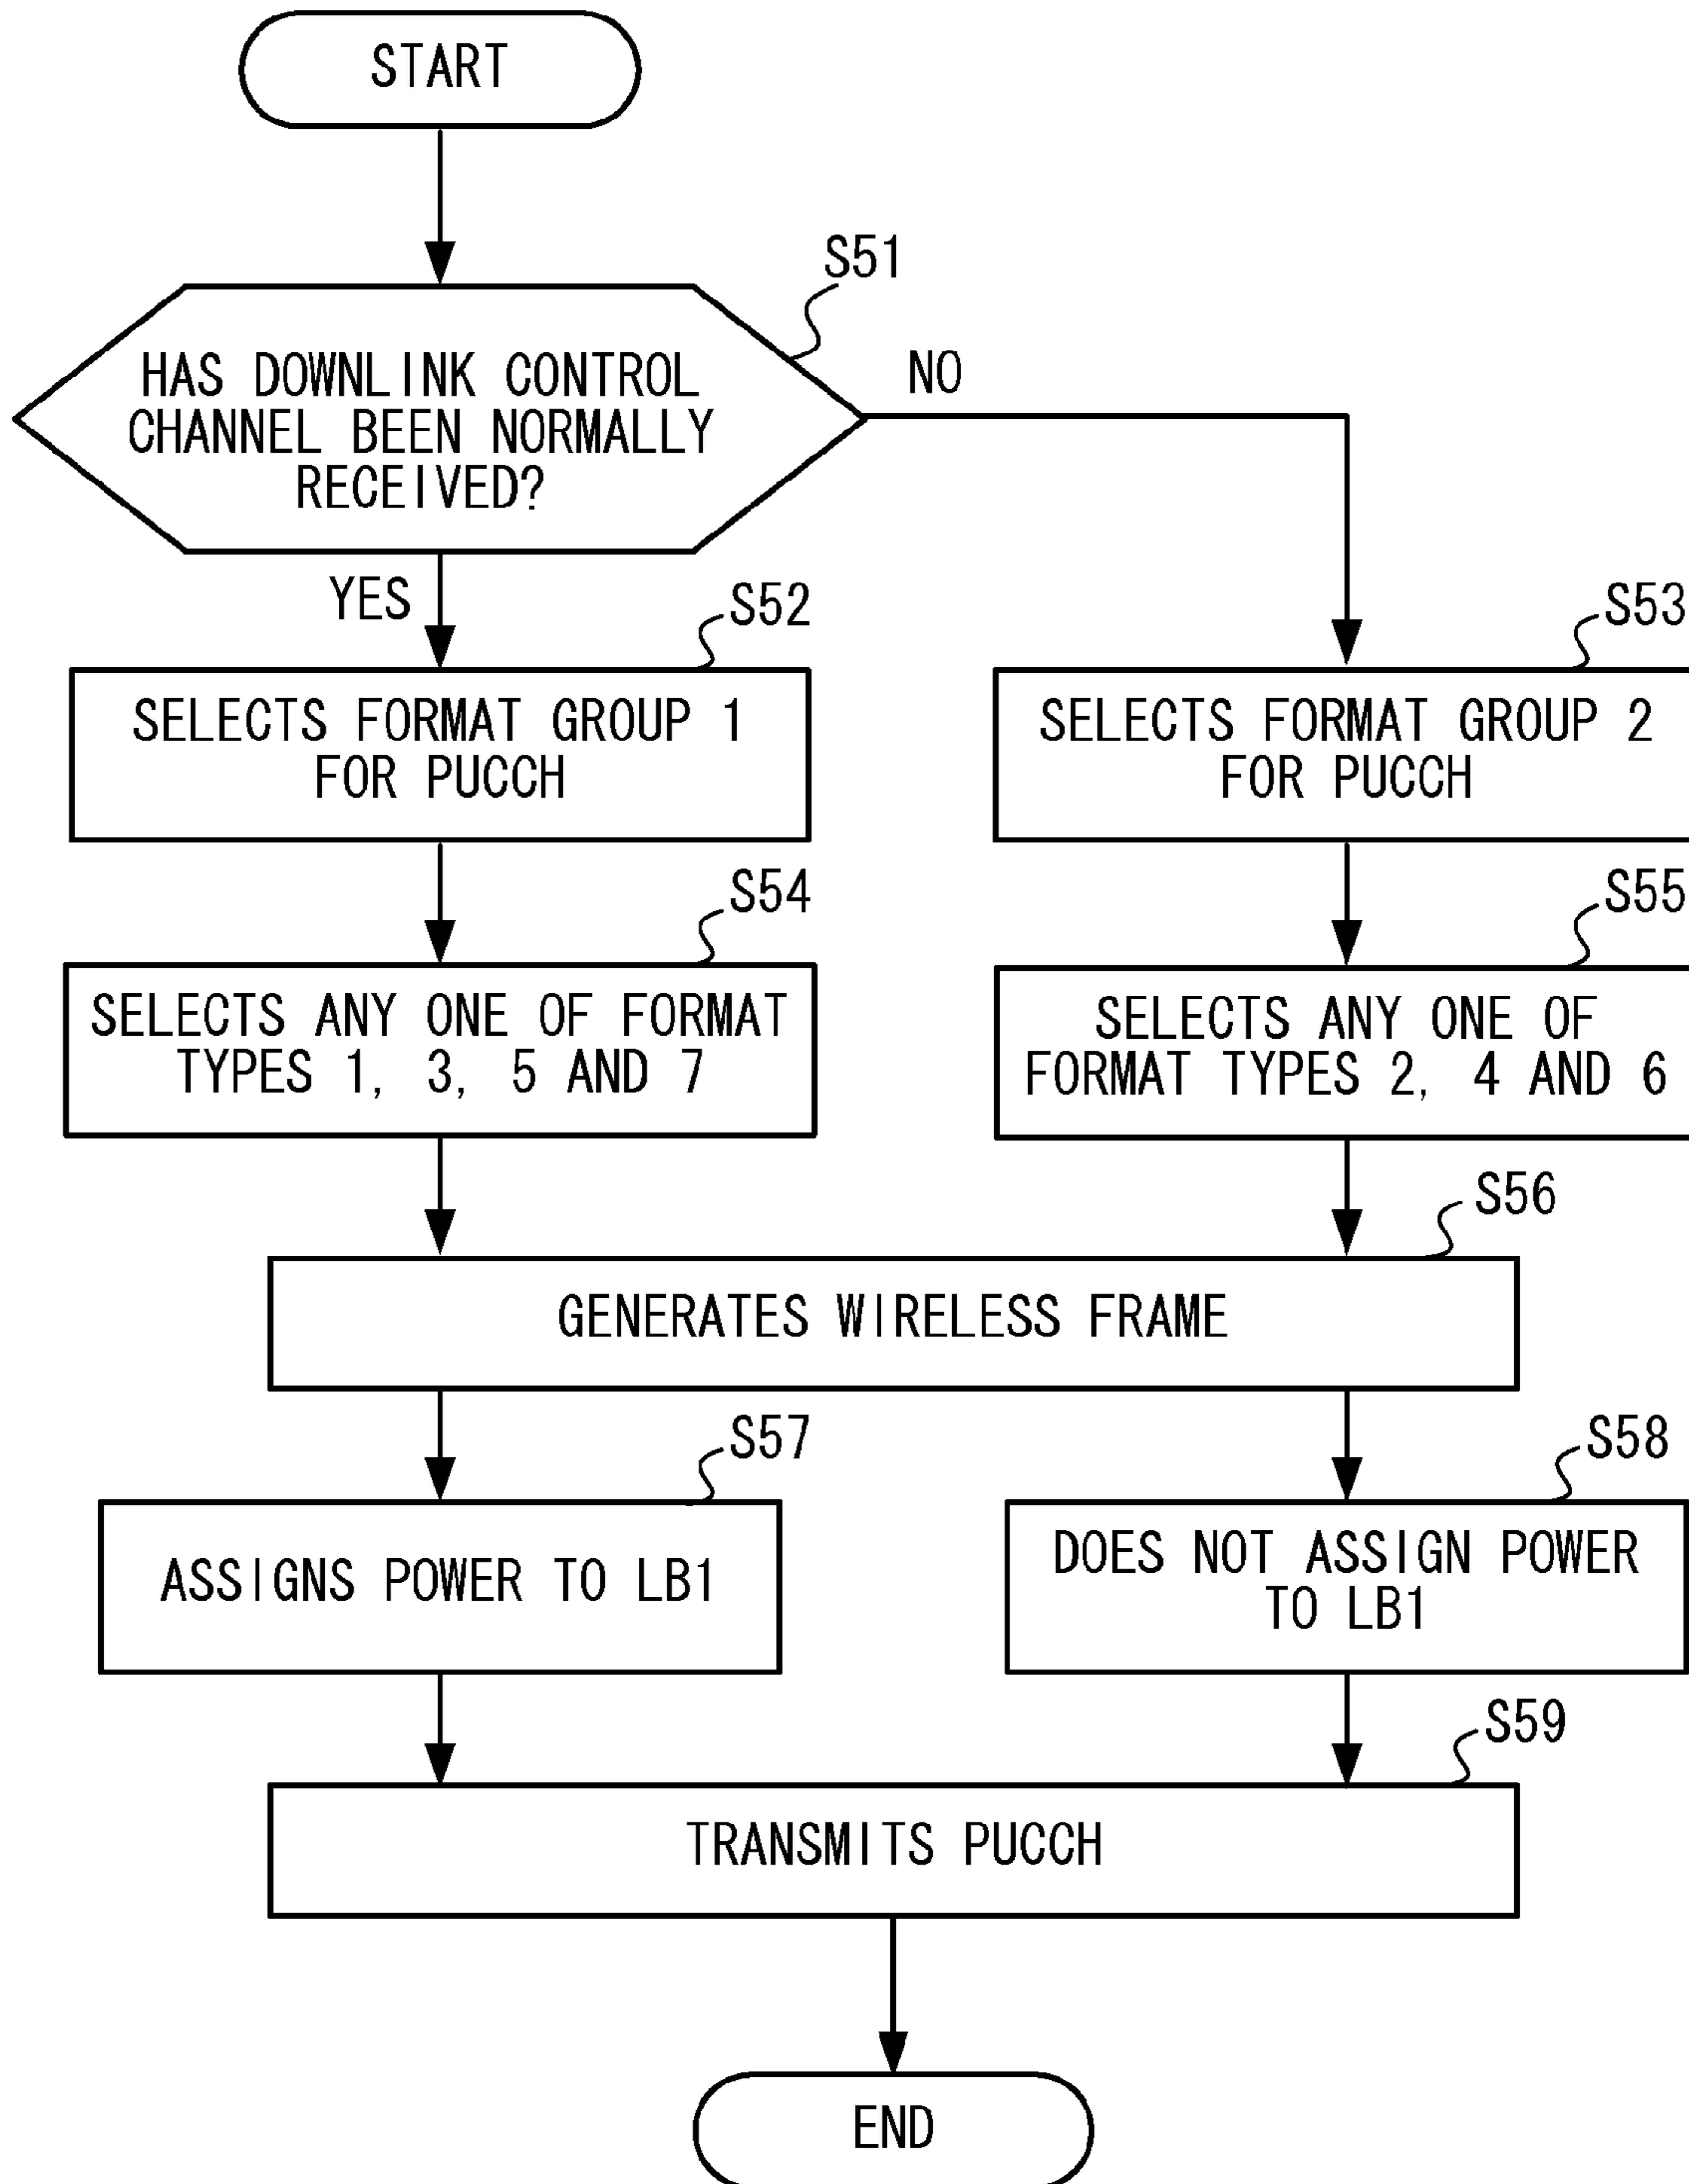 START
S51
HAS DOWNLINK CONTROL
CHANNEL BEEN NORMALLY
RECEIVED?
NO
YES
S52
SELECTS FORMAT GROUP 1
FOR PUCCH
S53
SELECTS FORMAT GROUP 2
FOR PUCCH
S54
SELECTS ANY ONE OF FORMAT
TYPES 1, 3, 5 AND 7
S55
SELECTS ANY ONE OF
FORMAT TYPES 2, 4 AND 6
S56
GENERATES WIRELESS FRAME
S57
ASSIGNS POWER TO LB1
S58
DOES NOT ASSIGN POWER
TO LB1
S59
TRANSMITS PUCCH
END